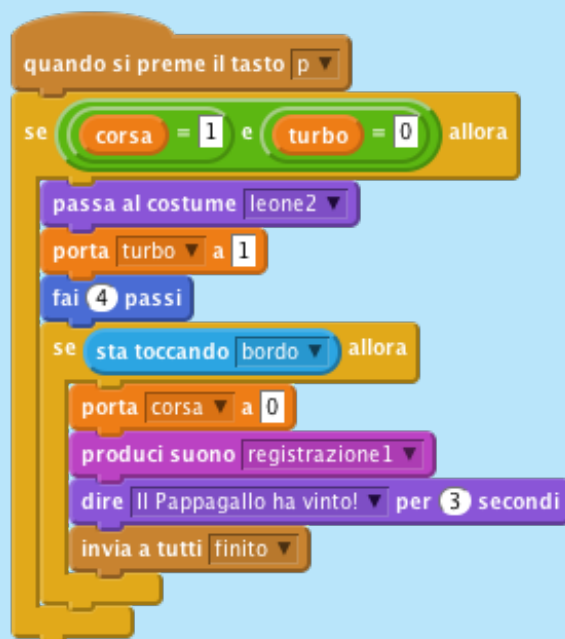 quando si preme il tasto p
se corsa = 1 e turbo = 0 allora
passa al costume leone2
porta turbo a 1
fai 4 passi
se sta toccando bordo allora
porta corsa a 0
produci suono registrazione1
dire Il Pappagallo ha vinto! per 3 secondi
invia a tutti finito